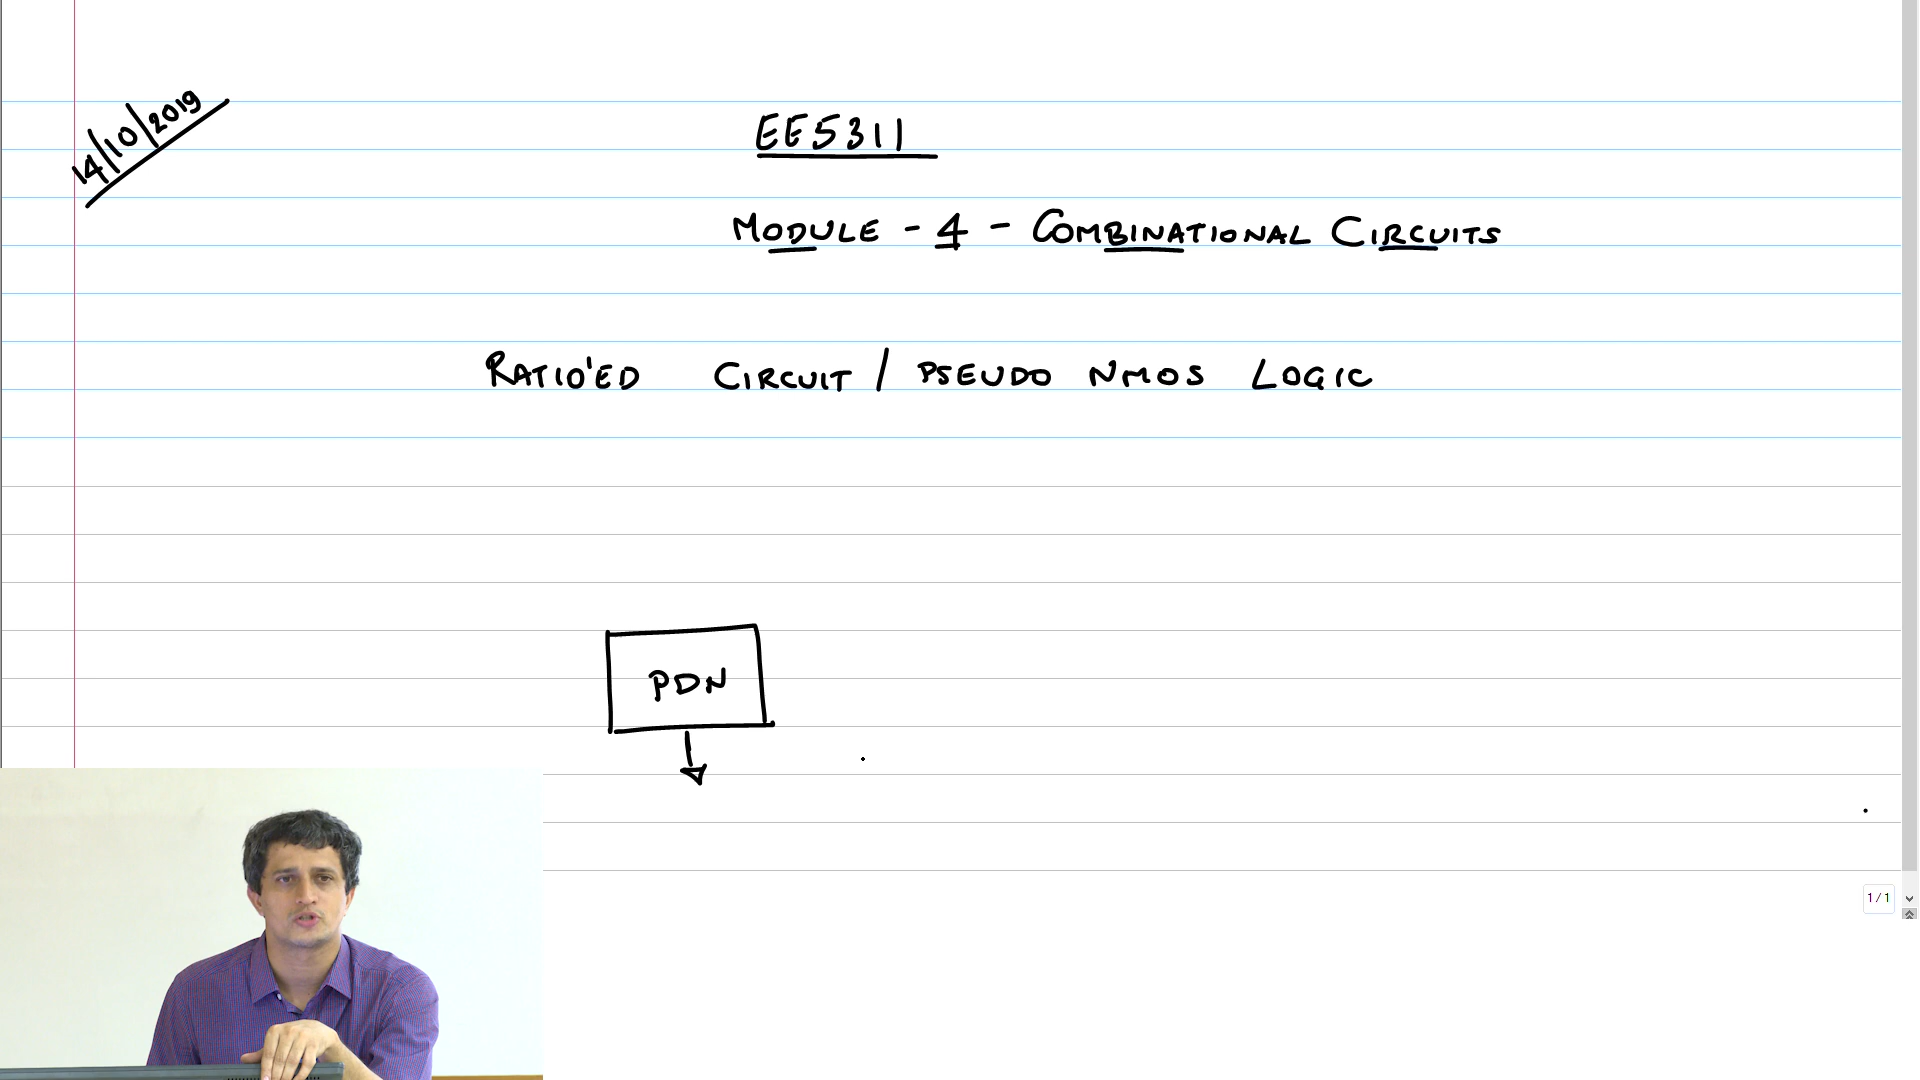 14/10/2019
EE5311
MODULE - 4 - COMBINATIONAL CIRCUITS
RATIO'ED CIRCUIT / PSEUDO NMOS LOGIC
PDN
1/1